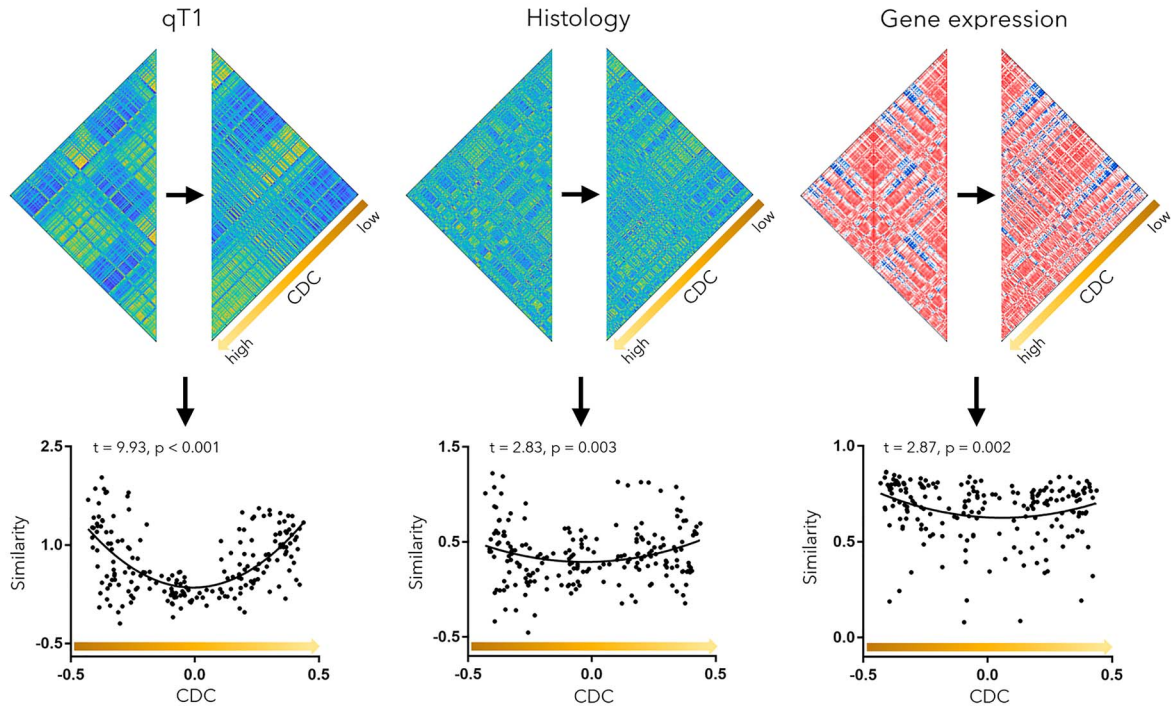 qT1
Histology
Gene expression
low
CDC
high
low
CDC
high
low
CDC
high
t = 9.93, p < 0.001
2.5
1.0
-0.5
Similarity
-0.5
0.0
0.5
CDC
t = 2.83, p = 0.003
1.5
0.5
-0.5
Similarity
-0.5
0.0
0.5
CDC
t = 2.87, p = 0.002
1.0
0.5
0.0
Similarity
-0.5
0.0
0.5
CDC